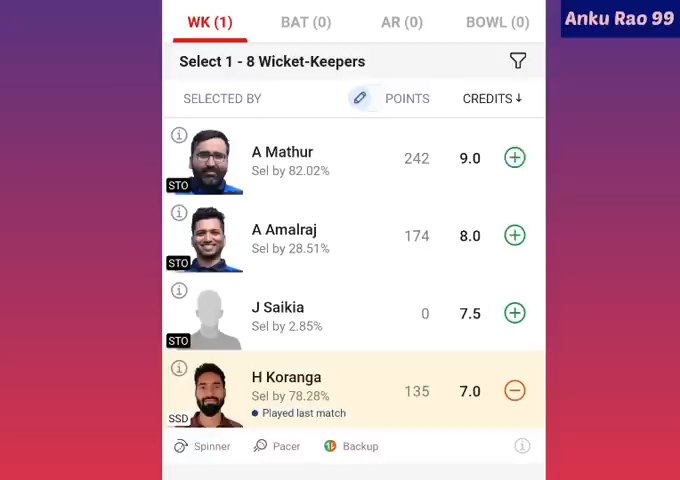 Anku Rao 99
WK (1) BAT (0) AR (0) BOWL (0)
Select 1 - 8 Wicket-Keepers
SELECTED BY POINTS CREDITS↓
A Mathur
Sel by 82.02%
242 9.0
STO
A Amalraj
Sel by 28.51%
174 8.0
STO
J Saikia
Sel by 2.85%
0 7.5
STO
H Koranga
Sel by 78.28%
Played last match
135 7.0
SSD
Spinner Pacer Backup